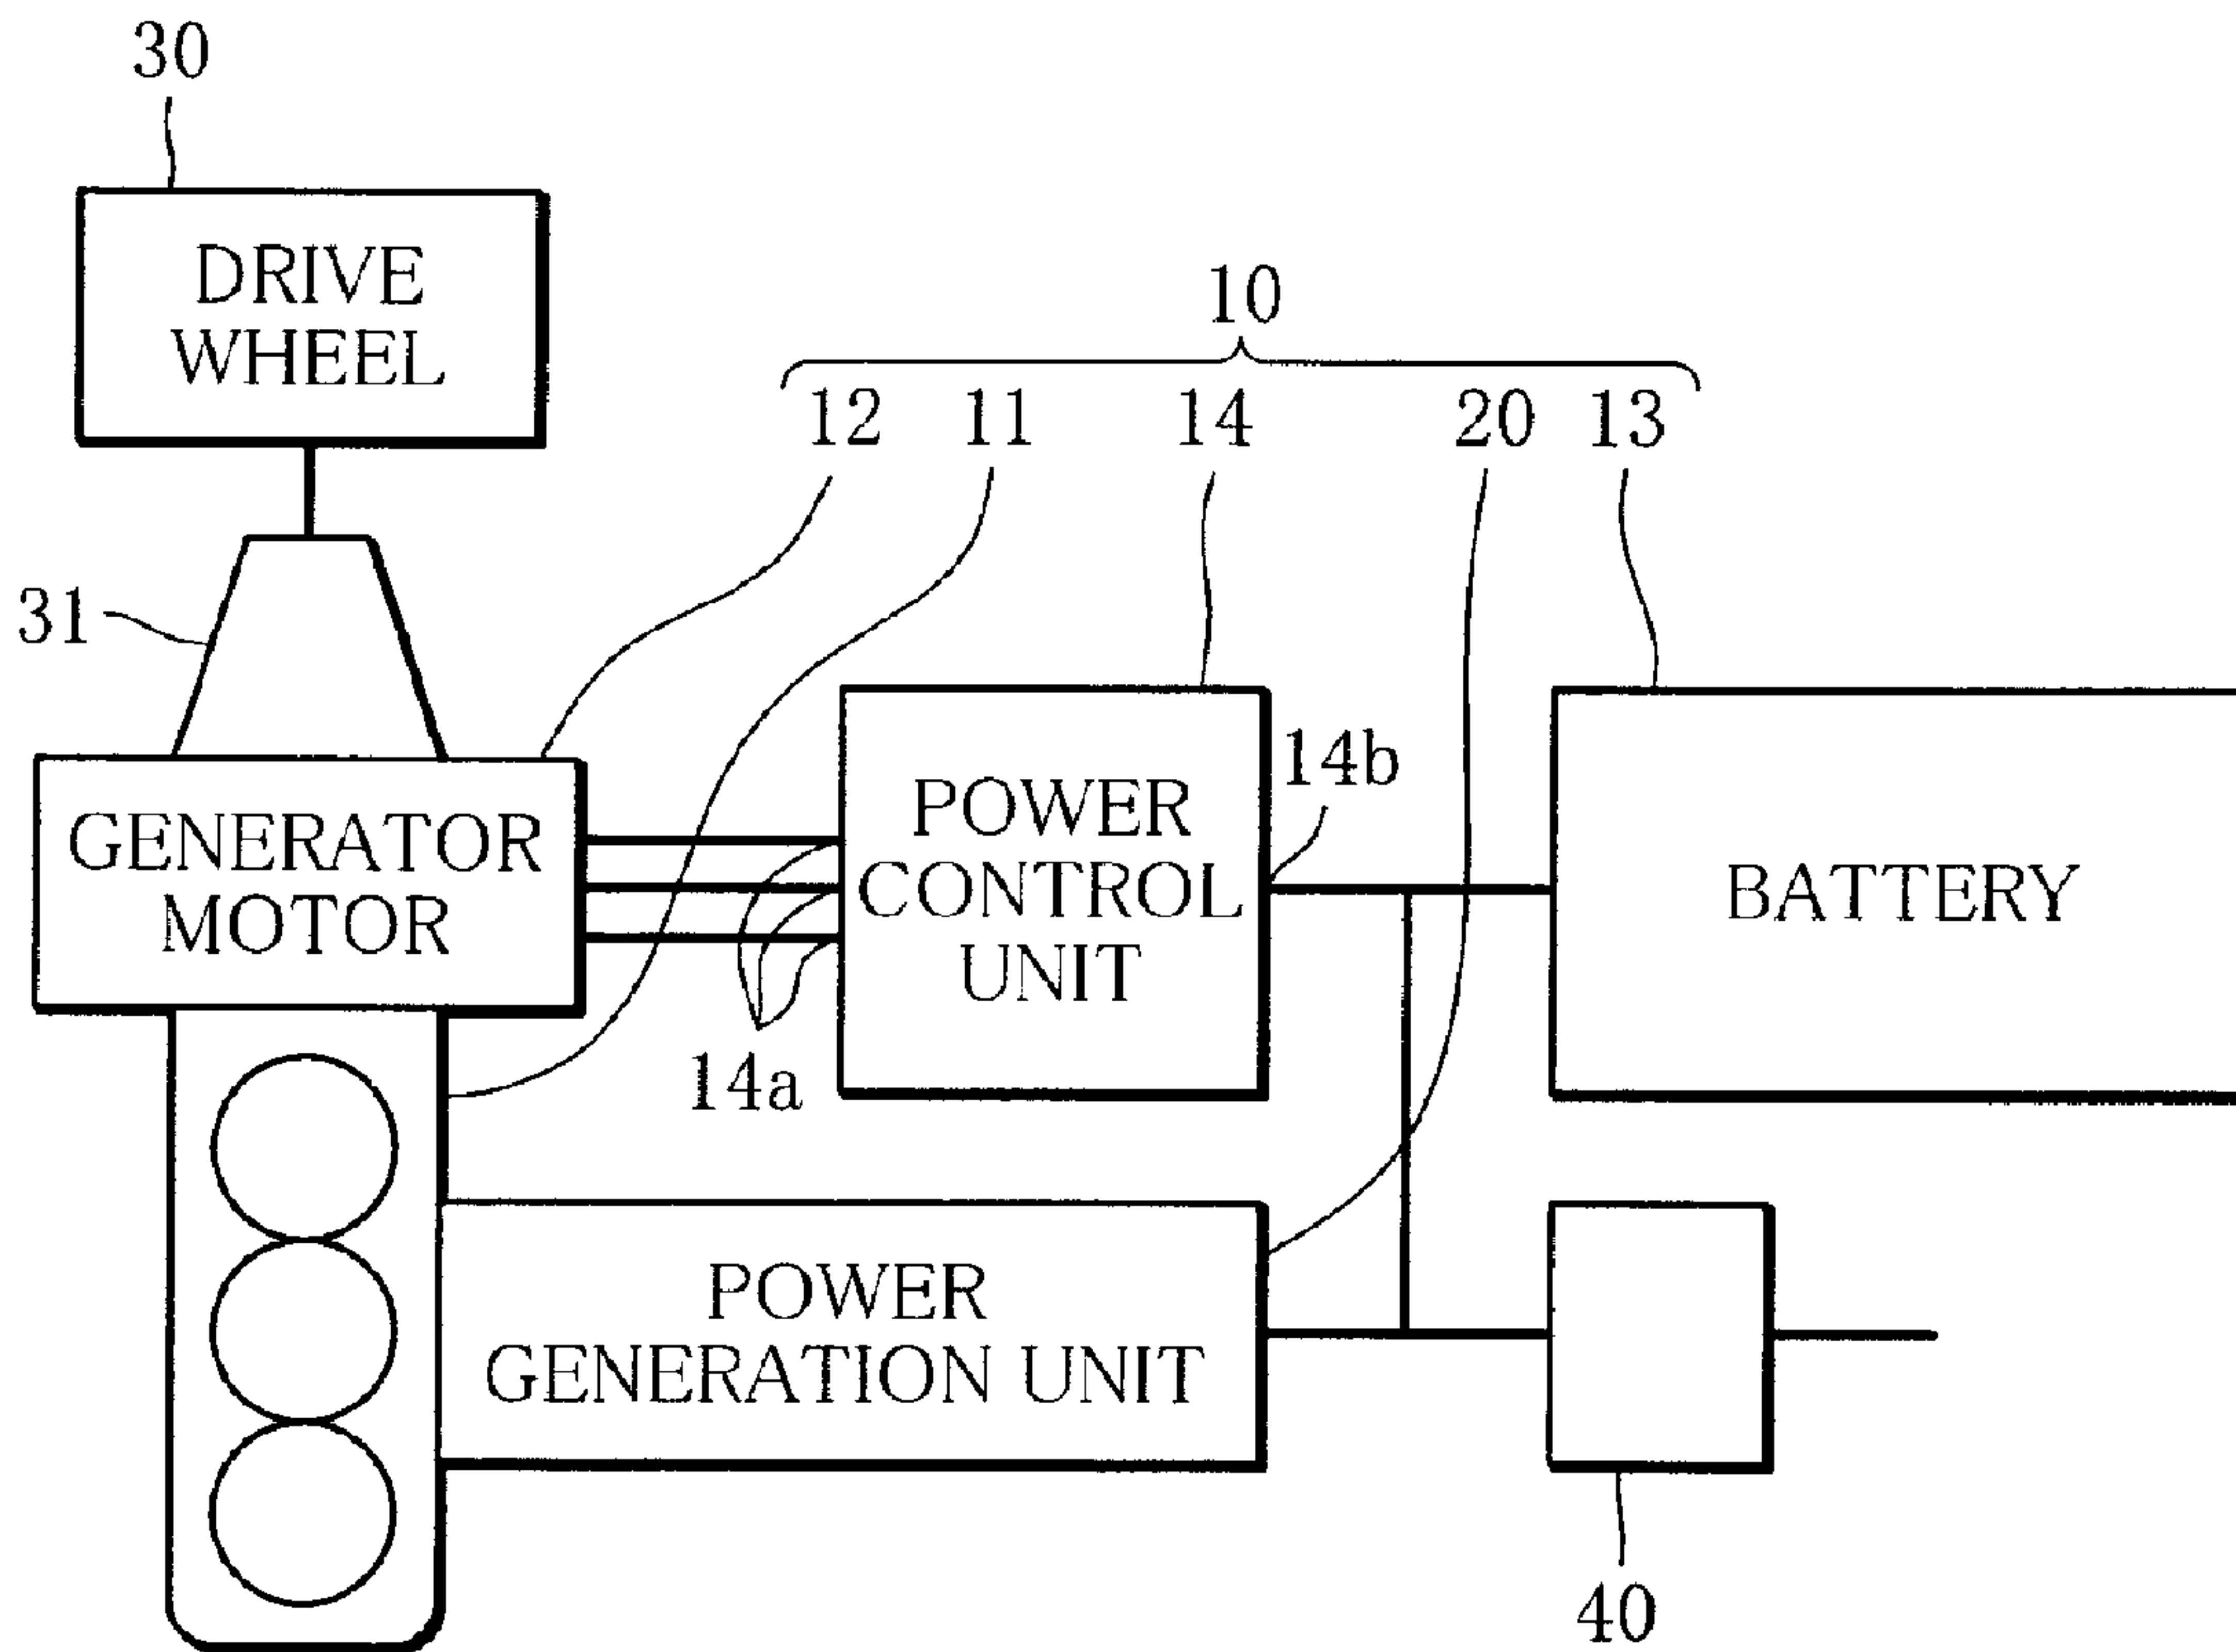 30
DRIVE
WHEEL
10
12 11 14 20 13
31
14b
GENERATOR
MOTOR
POWER
CONTROL
UNIT
BATTERY
14a
POWER
GENERATION UNIT
40